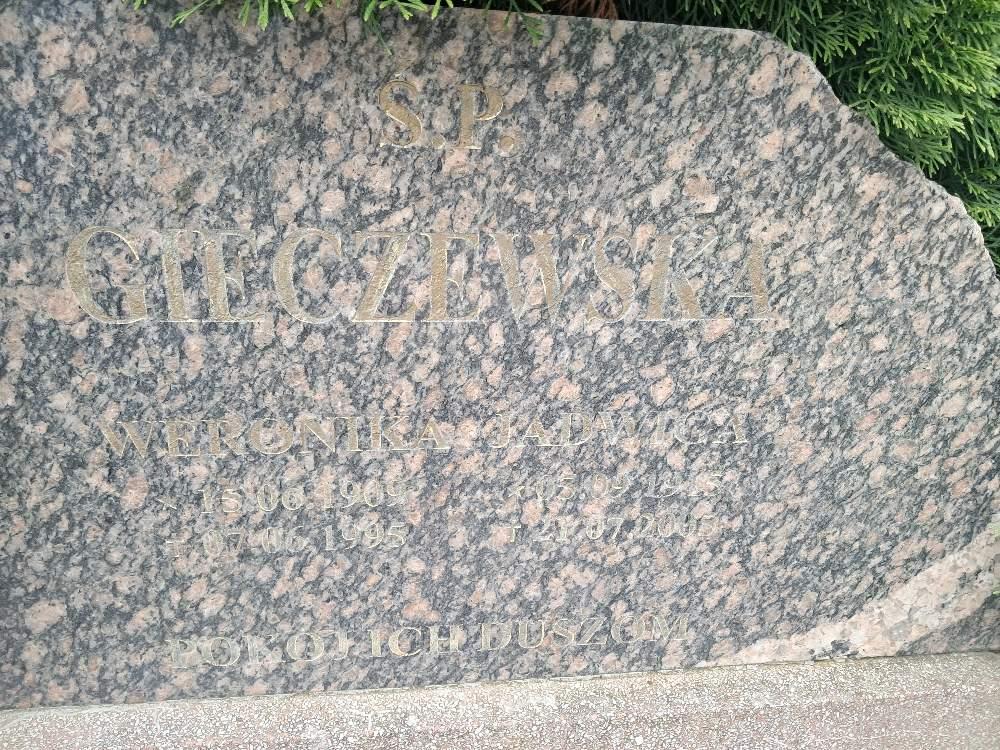 Ś.P.
GIECZEWSKA
WERONIKA JADWIGA
* 15.06.1909
† 07.06.1995 † 21.07.2005
POKÓJ ICH DUSZOM